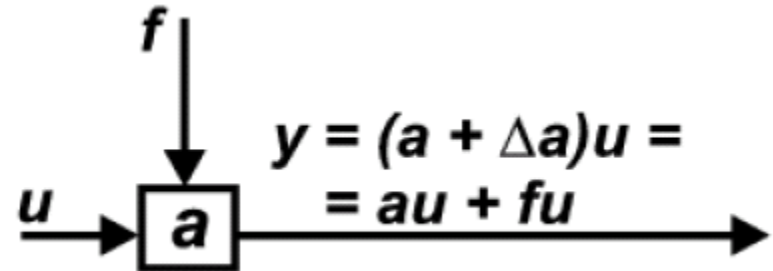 f
y = (a + Δa)u =
u
a
= au + fu